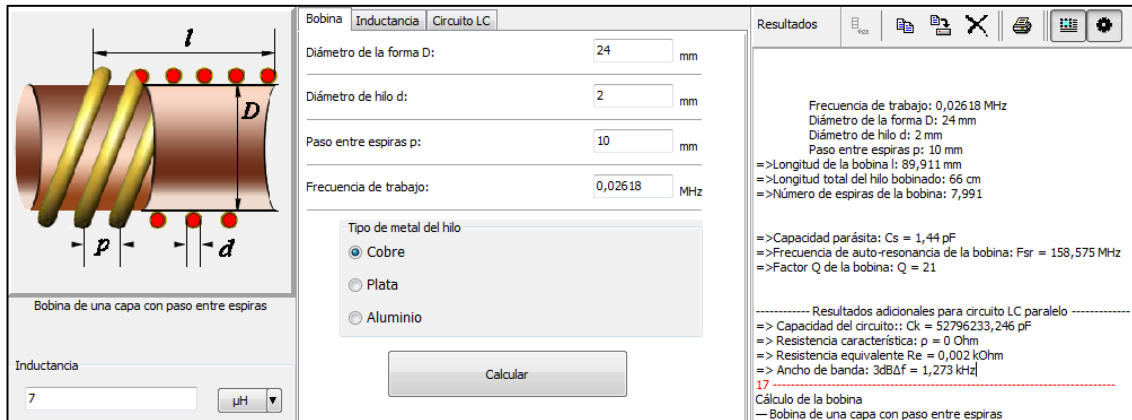 l
D
p
d
Bobina de una capa con paso entre espiras
Inductancia
7 µH
Bobina Inductancia Circuito LC
Diámetro de la forma D: 24 mm
Diámetro de hilo d: 2 mm
Paso entre espiras p: 10 mm
Frecuencia de trabajo: 0,02618 MHz
Tipo de metal del hilo
Cobre
Plata
Aluminio
Calcular
Resultados
Frecuencia de trabajo: 0,02618 MHz
Diámetro de la forma D: 24 mm
Diámetro de hilo d: 2 mm
Paso entre espiras p: 10 mm
=>Longitud de la bobina l: 89,911 mm
=>Longitud total del hilo bobinado: 66 cm
=>Número de espiras de la bobina: 7,991
=>Capacidad parásita: Cs = 1,44 pF
=>Frecuencia de auto-resonancia de la bobina: Fsr = 158,575 MHz
=>Factor Q de la bobina: Q = 21
------------ Resultados adicionales para circuito LC paralelo -------------
=> Capacidad del circuito:: Ck = 52796233,246 pF
=> Resistencia característica: ρ = 0 Ohm
=> Resistencia equivalente Re = 0,002 kOhm
=> Ancho de banda: 3dBΔf = 1,273 kHz
17 ------------------------------------------------------------
Cálculo de la bobina
— Bobina de una capa con paso entre espiras